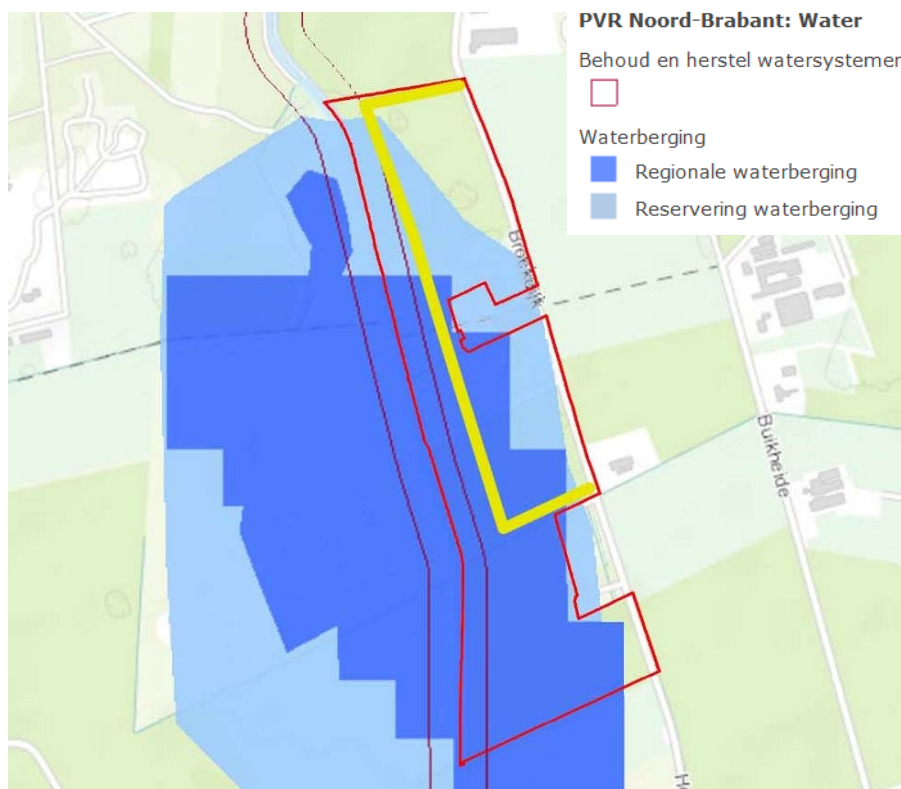 PVR Noord-Brabant: Water
Behoud en herstel watersystemen
Waterberging
Regionale waterberging
Reservering waterberging
Broekdijk
Buikheide